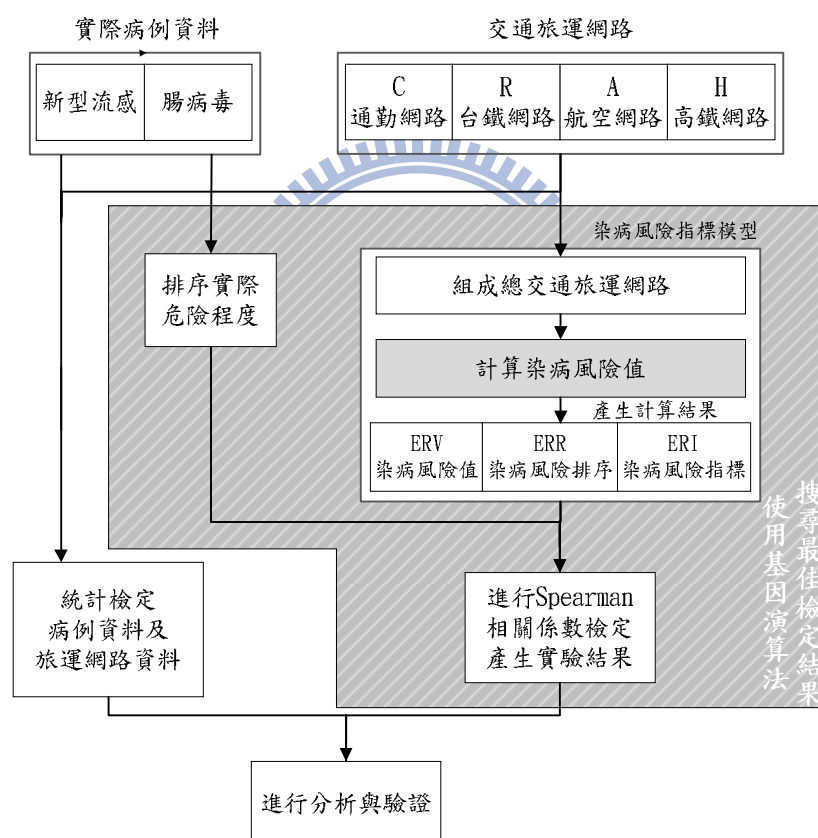 實際病例資料
交通旅運網路
新型流感
腸病毒
C
通勤網路
R
台鐵網路
A
航空網路
H
高鐵網路
染病風險指標模型
排序實際
危險程度
組成總交通旅運網路
計算染病風險值
產生計算結果
ERV
染病風險值
ERR
染病風險排序
ERI
染病風險指標
使用基因演算法
搜尋最佳檢定結果
統計檢定
病例資料及
旅運網路資料
進行Spearman
相關係數檢定
產生實驗結果
進行分析與驗證